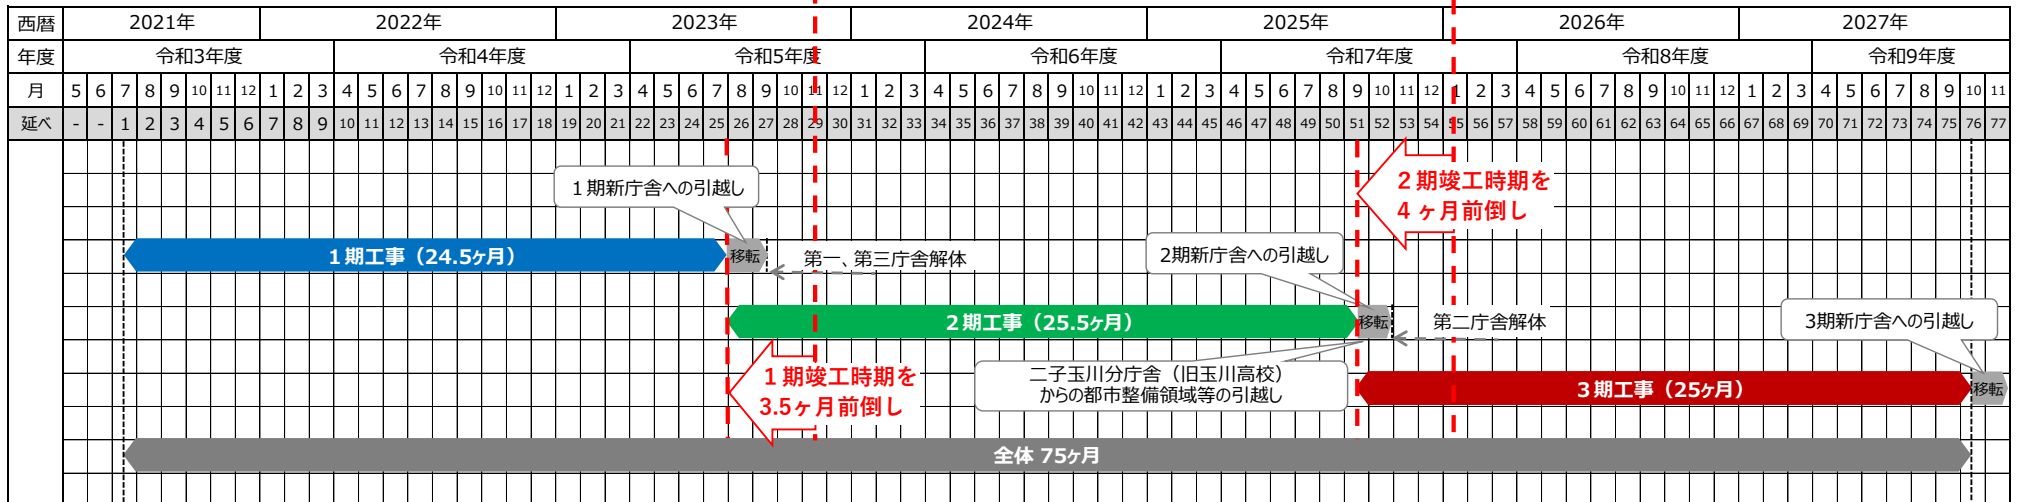 西暦 2021年 2022年 2023年 2024年 2025年 2026年 2027年
年度 令和3年度 令和4年度 令和5年度 令和6年度 令和7年度 令和8年度 令和9年度
月 5 6 7 8 9 10 11 12 1 2 3 4 5 6 7 8 9 10 11 12 1 2 3 4 5 6 7 8 9 10 11 12 1 2 3 4 5 6 7 8 9 10 11 12 1 2 3 4 5 6 7 8 9 10 11 12 1 2 3 4 5 6 7 8 9 10 11 12 1 2 3 4 5 6 7 8 9 10 11
延べ - - 1 2 3 4 5 6 7 8 9 10 11 12 13 14 15 16 17 18 19 20 21 22 23 24 25 26 27 28 29 30 31 32 33 34 35 36 37 38 39 40 41 42 43 44 45 46 47 48 49 50 51 52 53 54 55 56 57 58 59 60 61 62 63 64 65 66 67 68 69 70 71 72 73 74 75 76 77
1期新庁舎への引越し
2期竣工時期を
4ヶ月前倒し
1期工事(24.5ヶ月)
移転
第一、第三庁舎解体
2期新庁舎への引越し
2期工事(25.5ヶ月)
移転
第二庁舎解体
3期新庁舎への引越し
1期竣工時期を
3.5ヶ月前倒し
二子玉川分庁舎(旧玉川高校)
からの都市整備領域等の引越し
3期工事(25ヶ月)
移転
全体 75ヶ月